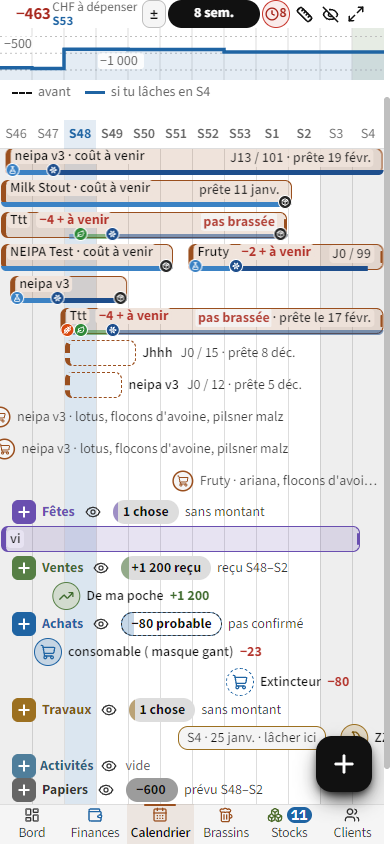 −463 CHF à dépenser
S53
±
8 sem.
8
−500
−1 000
avant si tu lâches en S4
S46 S47 S48 S49 S50 S51 S52 S53 S1 S2 S3 S4
neipa v3 · coût à venir J13 / 101 · prête 19 févr.
Milk Stout · coût à venir prête 11 janv.
Ttt −4 + à venir pas brassée
NEIPA Test · coût à venir Fruty −2 + à venir J0 / 99
neipa v3
Ttt −4 + à venir pas brassée · prête le 17 févr.
Jhhh J0 / 15 · prête 8 déc.
neipa v3 J0 / 12 · prête 5 déc.
neipa v3 · lotus, flocons d'avoine, pilsner malz
neipa v3 · lotus, flocons d'avoine, pilsner malz
Fruty · ariana, flocons d'avoi…
Fêtes 1 chose sans montant
vi
Ventes +1 200 reçu reçu S48–S2
De ma poche +1 200
Achats −80 probable pas confirmé
consomable ( masque gant) −23
Extincteur −80
Travaux 1 chose sans montant
S4 · 25 janv. · lâcher ici
Activités vide
Papiers −600 prévu S48–S2
Bord Finances Calendrier Brassins Stocks 11 Clients